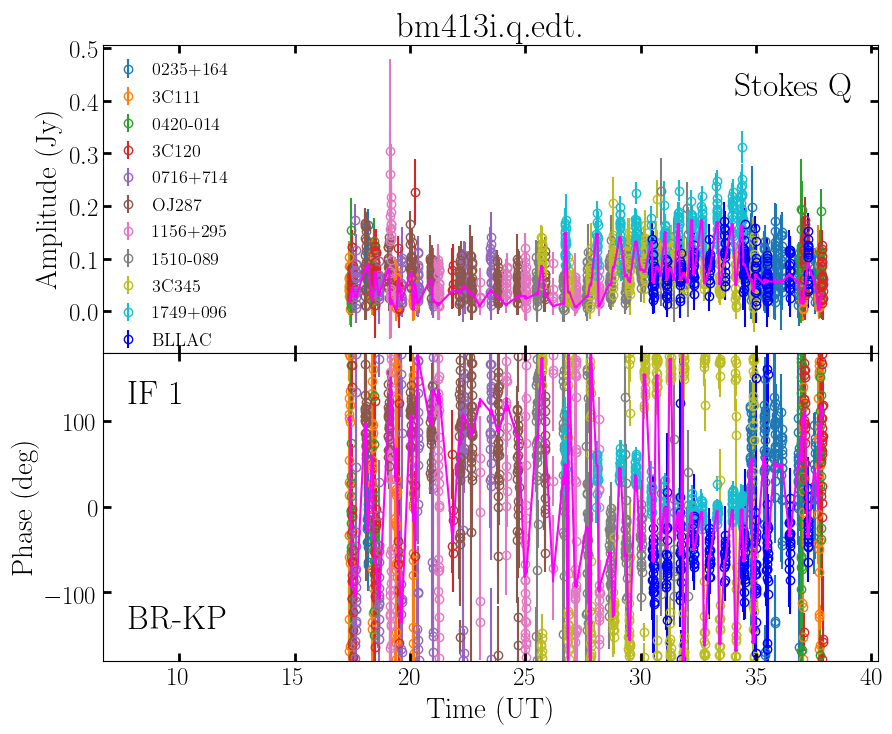 bm413i.q.edt.
Stokes Q
0235+164
3C111
0420-014
3C120
0716+714
OJ287
1156+295
1510-089
3C345
1749+096
BLLAC
0.5
0.4
0.3
0.2
0.1
0.0
Amplitude (Jy)
IF 1
BR-KP
100
0
−100
Phase (deg)
10 15 20 25 30 35 40
Time (UT)